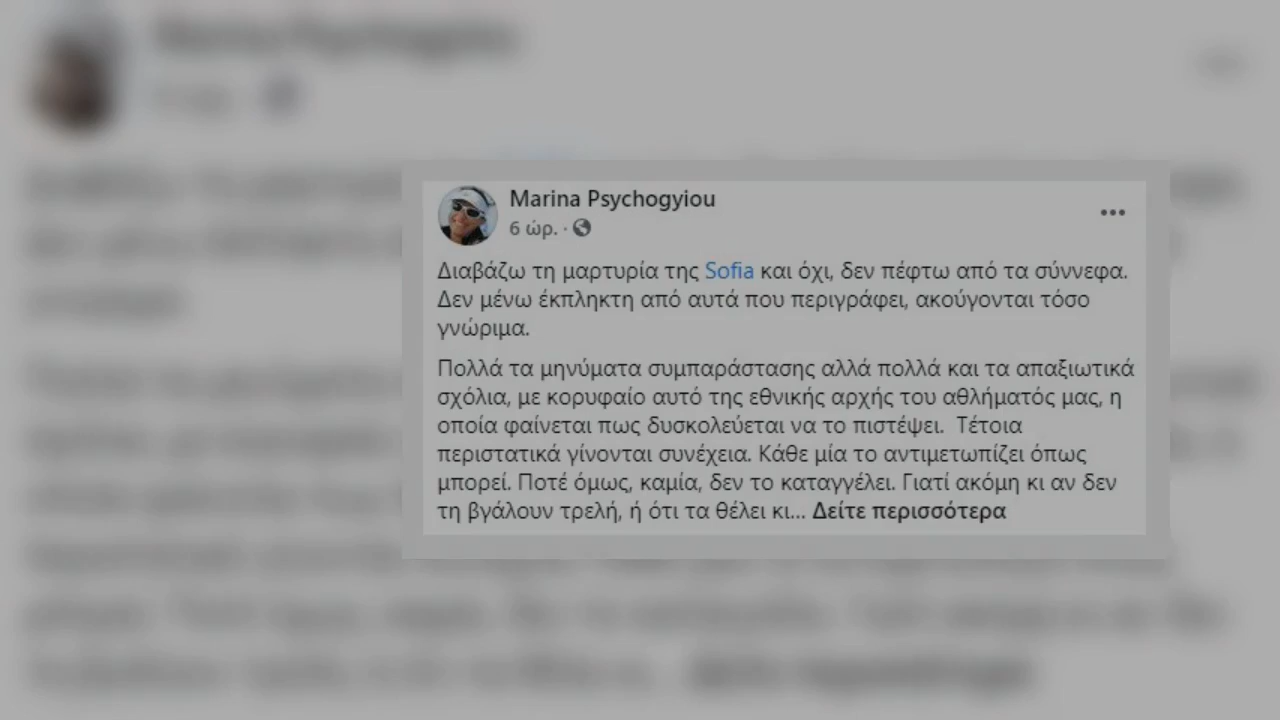 Marina Psychogyiou
6 ώρ. ·
Διαβάζω τη μαρτυρία της Sofia και όχι, δεν πέφτω από τα σύννεφα.
Δεν μένω έκπληκτη από αυτά που περιγράφει, ακούγονται τόσο
γνώριμα.
Πολλά τα μηνύματα συμπαράστασης αλλά πολλά και τα απαξιωτικά
σχόλια, με κορυφαίο αυτό της εθνικής αρχής του αθλήματός μας, η
οποία φαίνεται πως δυσκολεύεται να το πιστέψει. Τέτοια
περιστατικά γίνονται συνέχεια. Κάθε μία το αντιμετωπίζει όπως
μπορεί. Ποτέ όμως, καμία, δεν το καταγγέλει. Γιατί ακόμη κι αν δεν
τη βγάλουν τρελή, ή ότι τα θέλει κι... Δείτε περισσότερα